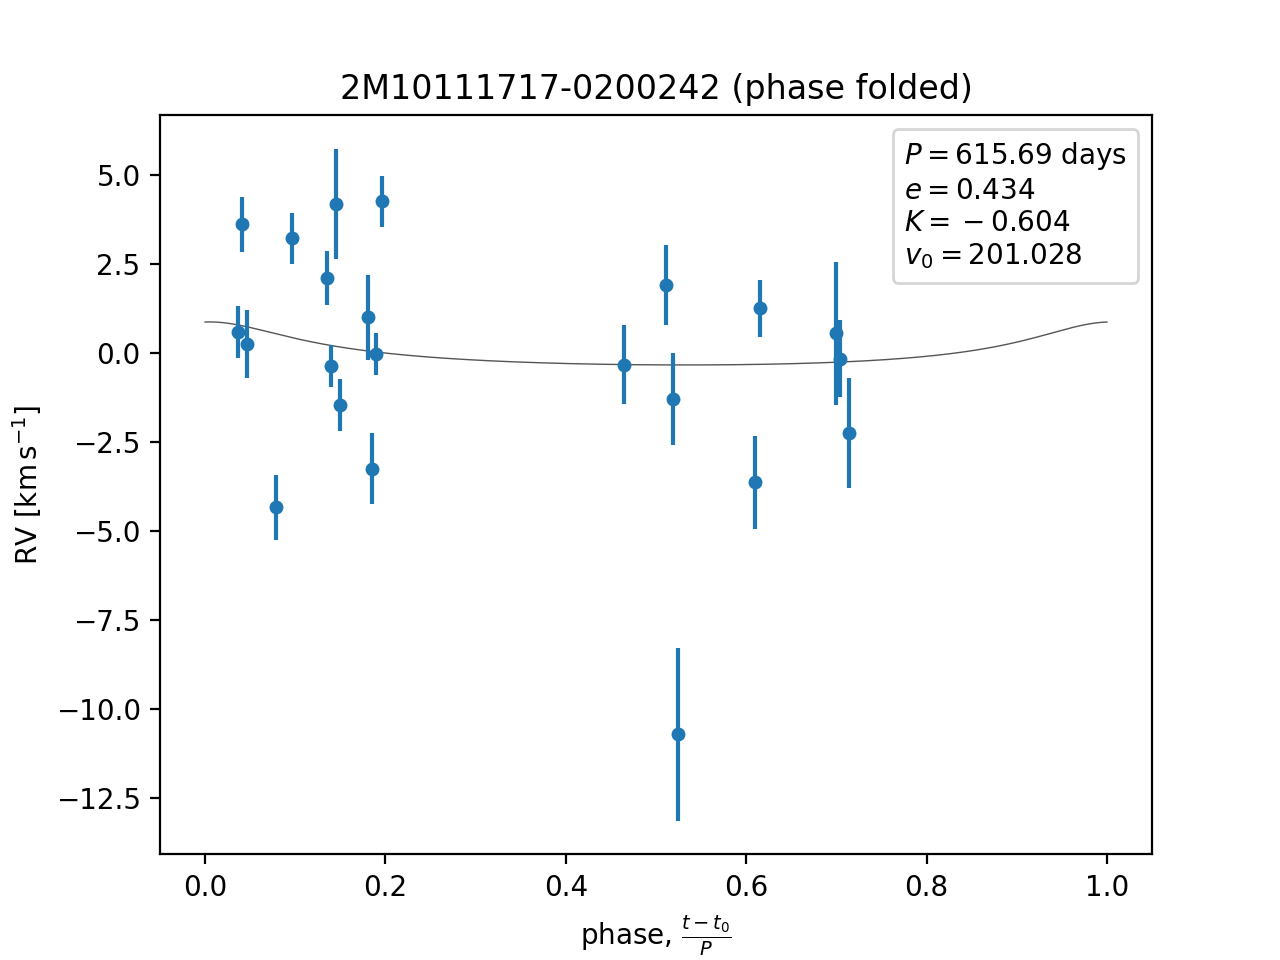 2M10111717-0200242 (phase folded)
P = 615.69 days
e = 0.434
K = −0.604
v₀ = 201.028
RV [km s⁻¹]
5.0
2.5
0.0
−2.5
−5.0
−7.5
−10.0
−12.5
0.0 0.2 0.4 0.6 0.8 1.0
phase, (t − t₀)/P